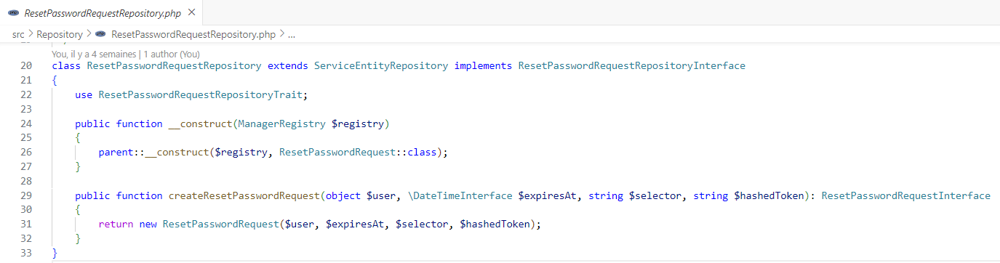 ResetPasswordRequestRepository.php
src > Repository > ResetPasswordRequestRepository.php > ...
You, il y a 4 semaines | 1 author (You)
20 class ResetPasswordRequestRepository extends ServiceEntityRepository implements ResetPasswordRequestRepositoryInterface
21 {
22     use ResetPasswordRequestRepositoryTrait;
23
24     public function __construct(ManagerRegistry $registry)
25     {
26         parent::__construct($registry, ResetPasswordRequest::class);
27     }
28
29     public function createResetPasswordRequest(object $user, \DateTimeInterface $expiresAt, string $selector, string $hashedToken): ResetPasswordRequestInterface
30     {
31         return new ResetPasswordRequest($user, $expiresAt, $selector, $hashedToken);
32     }
33 }